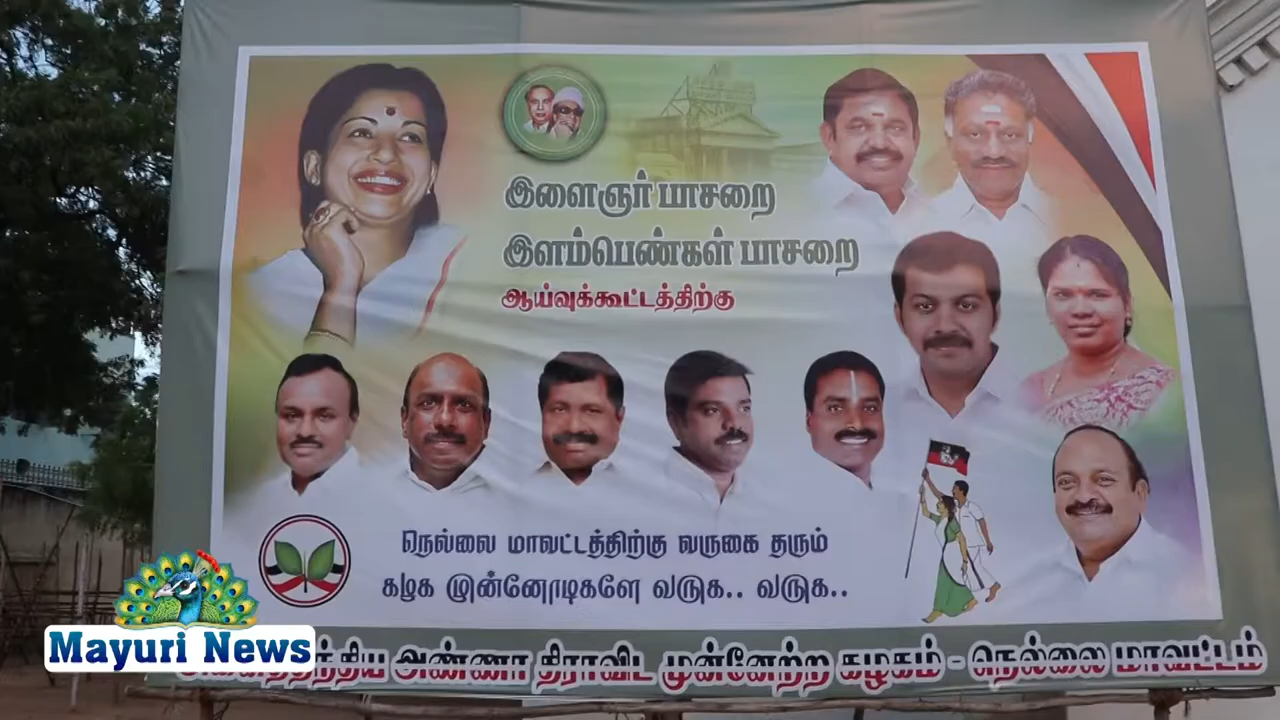 இளைஞர் பாசறை
இளம்பெண்கள் பாசறை
ஆய்வுக்கூட்டத்திற்கு
நெல்லை மாவட்டத்திற்கு வருகை தரும்
கழக முன்னோடிகளே வருக.. வருக..
அனைத்திந்திய அண்ணா திராவிட முன்னேற்ற கழகம் - நெல்லை மாவட்டம்
Mayuri News